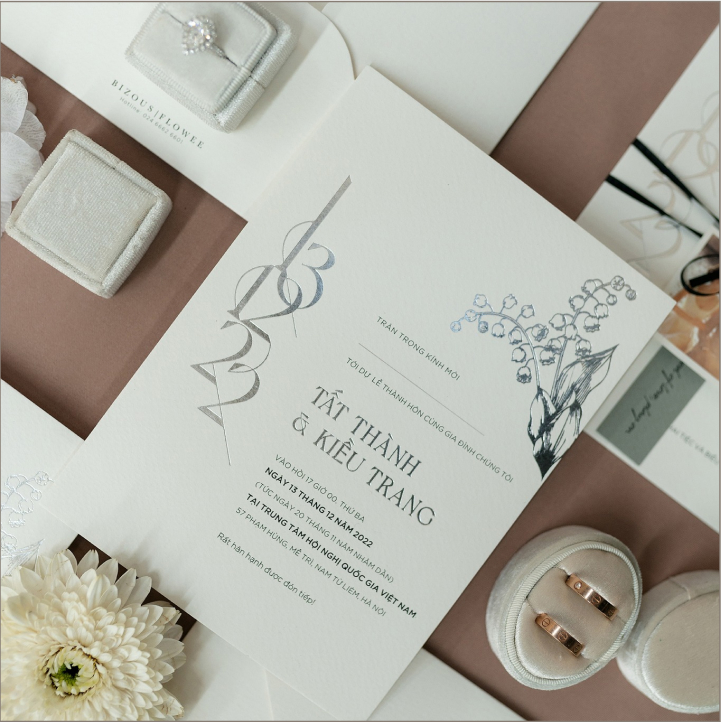 BIZOUS|FLOWEE
13
12
22
TRÂN TRỌNG KÍNH MỜI
TỚI DỰ LỄ THÀNH HÔN CÙNG GIA ĐÌNH CHÚNG TÔI
TẤT THÀNH
& KIỀU TRANG
VÀO HỒI 17 GIỜ 00, THỨ BA
NGÀY 13 THÁNG 12 NĂM 2022
(TỨC NGÀY 20 THÁNG 11 NĂM NHÂM DẦN)
TẠI TRUNG TÂM HỘI NGHỊ QUỐC GIA VIỆT NAM
57 PHẠM HÙNG, MỄ TRÌ, NAM TỪ LIÊM, HÀ NỘI
Rất hân hạnh được đón tiếp!